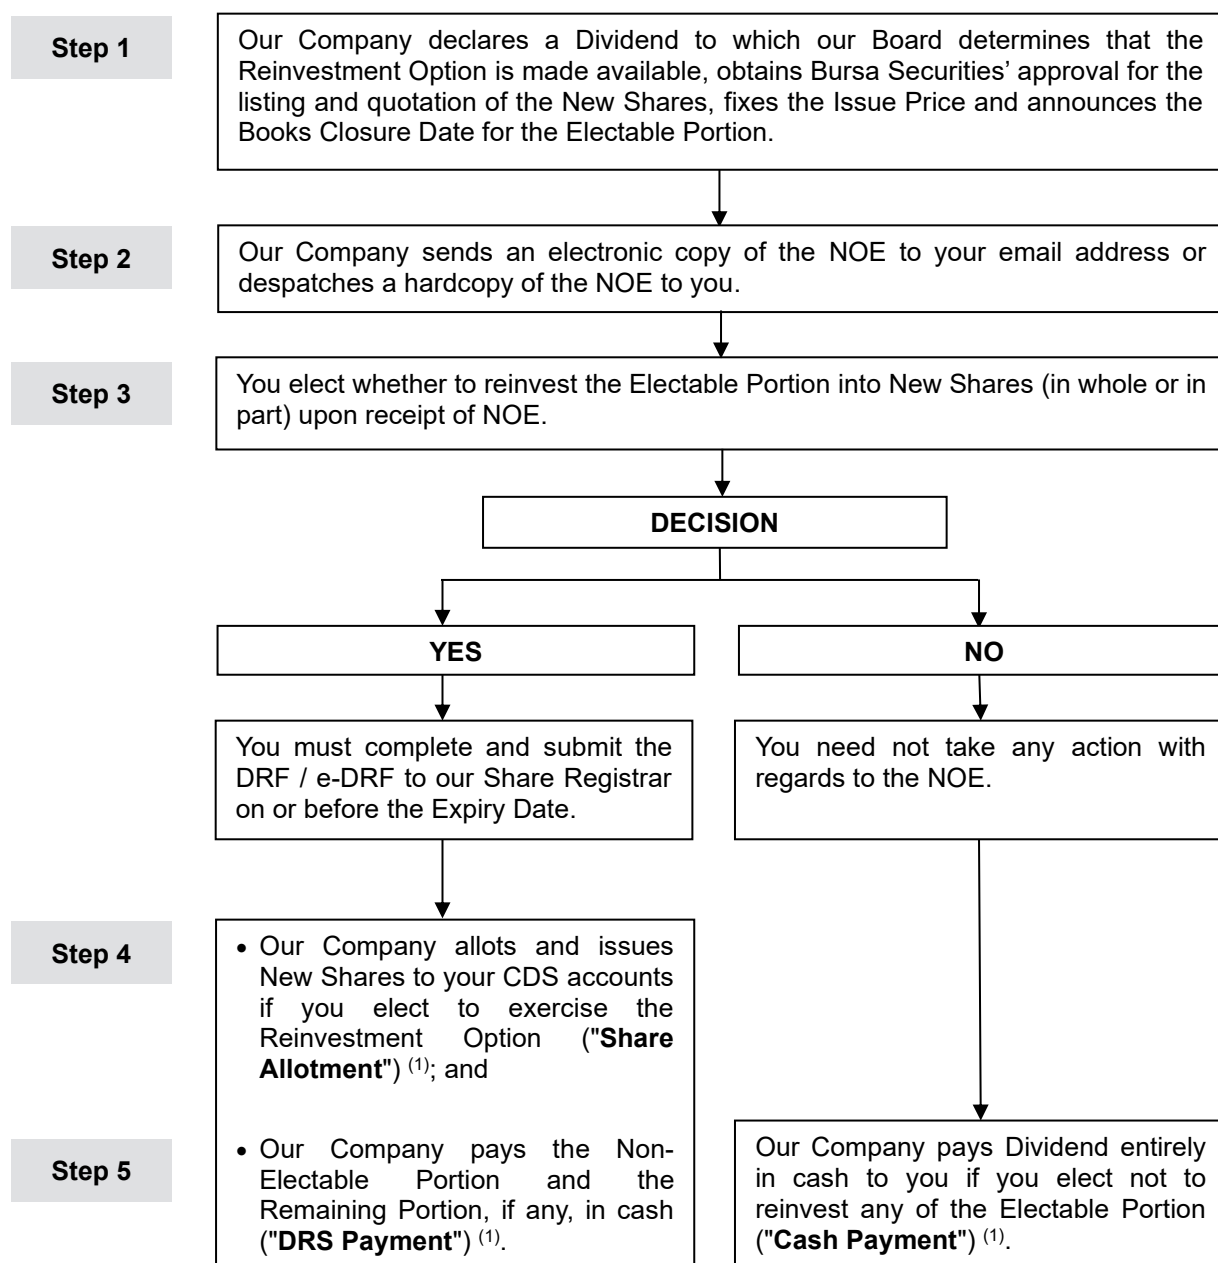 Step 1
Our Company declares a Dividend to which our Board determines that the
Reinvestment Option is made available, obtains Bursa Securities’ approval for the
listing and quotation of the New Shares, fixes the Issue Price and announces the
Books Closure Date for the Electable Portion.
Step 2
Our Company sends an electronic copy of the NOE to your email address or
despatches a hardcopy of the NOE to you.
Step 3
You elect whether to reinvest the Electable Portion into New Shares (in whole or in
part) upon receipt of NOE.
DECISION
YES
NO
You must complete and submit the
DRF / e-DRF to our Share Registrar
on or before the Expiry Date.
You need not take any action with
regards to the NOE.
Step 4
• Our Company allots and issues
New Shares to your CDS accounts
if you elect to exercise the
Reinvestment Option ("Share
Allotment") (1); and
Step 5
• Our Company pays the Non-
Electable Portion and the
Remaining Portion, if any, in cash
("DRS Payment") (1).
Our Company pays Dividend entirely
in cash to you if you elect not to
reinvest any of the Electable Portion
("Cash Payment") (1).